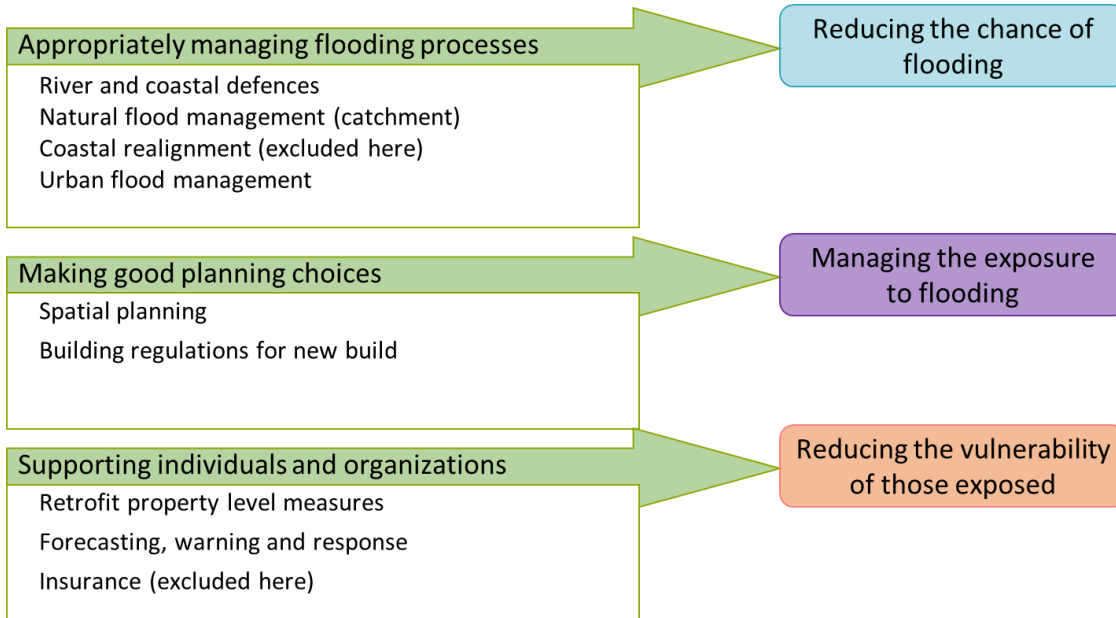 Appropriately managing flooding processes
River and coastal defences
Natural flood management (catchment)
Coastal realignment (excluded here)
Urban flood management
Reducing the chance of
flooding
Making good planning choices
Spatial planning
Building regulations for new build
Managing the exposure
to flooding
Supporting individuals and organizations
Retrofit property level measures
Forecasting, warning and response
Insurance (excluded here)
Reducing the vulnerability
of those exposed